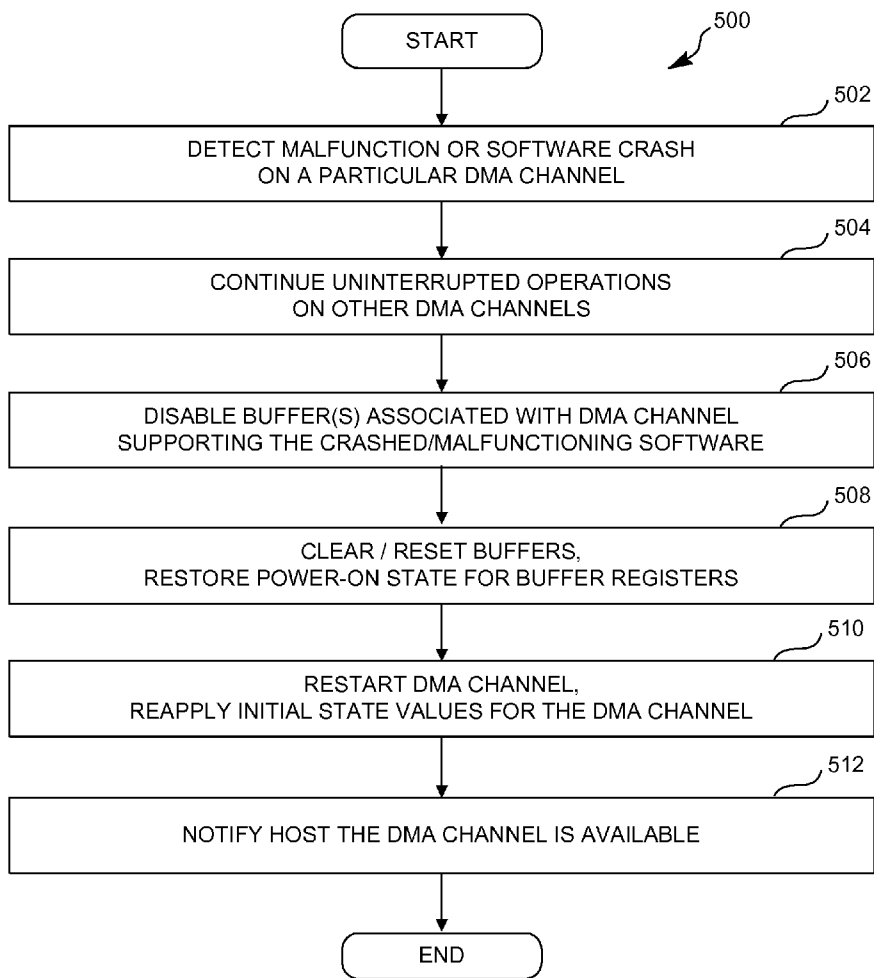 START
500
502
DETECT MALFUNCTION OR SOFTWARE CRASH
ON A PARTICULAR DMA CHANNEL
504
CONTINUE UNINTERRUPTED OPERATIONS
ON OTHER DMA CHANNELS
506
DISABLE BUFFER(S) ASSOCIATED WITH DMA CHANNEL
SUPPORTING THE CRASHED/MALFUNCTIONING SOFTWARE
508
CLEAR / RESET BUFFERS,
RESTORE POWER-ON STATE FOR BUFFER REGISTERS
510
RESTART DMA CHANNEL,
REAPPLY INITIAL STATE VALUES FOR THE DMA CHANNEL
512
NOTIFY HOST THE DMA CHANNEL IS AVAILABLE
END